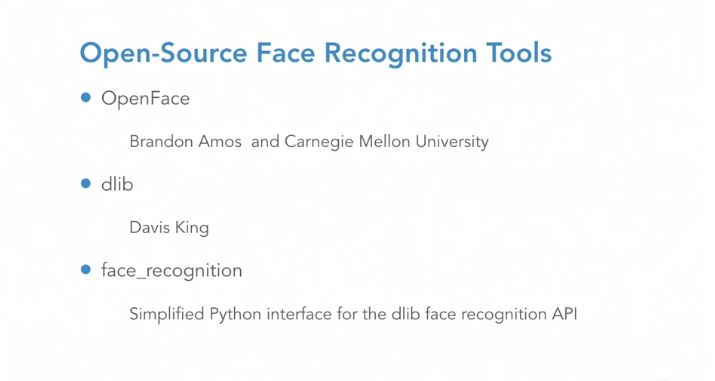 Open-Source Face Recognition Tools
OpenFace
Brandon Amos and Carnegie Mellon University
dlib
Davis King
face_recognition
Simplified Python interface for the dlib face recognition API